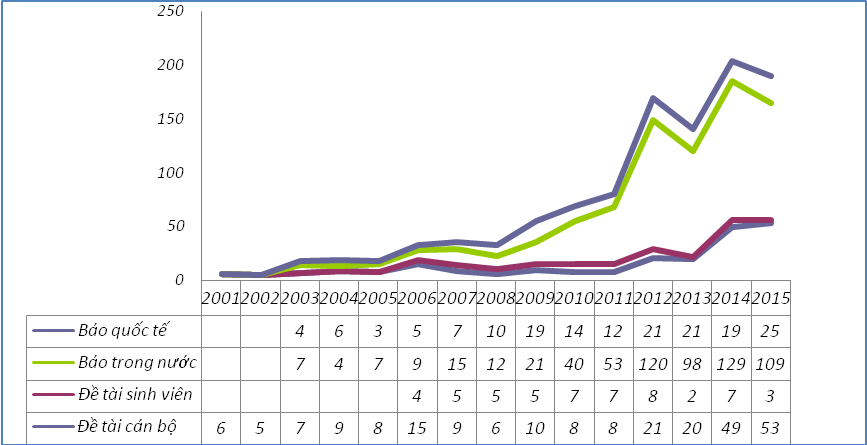 250
200
150
100
50
0
2001 2002 2003 2004 2005 2006 2007 2008 2009 2010 2011 2012 2013 2014 2015
Báo quốc tế 4 6 3 5 7 10 19 14 12 21 21 19 25
Báo trong nước 7 4 7 9 15 12 21 40 53 120 98 129 109
Đề tài sinh viên 4 5 5 5 7 7 8 2 7 3
Đề tài cán bộ 6 5 7 9 8 15 9 6 10 8 8 21 20 49 53